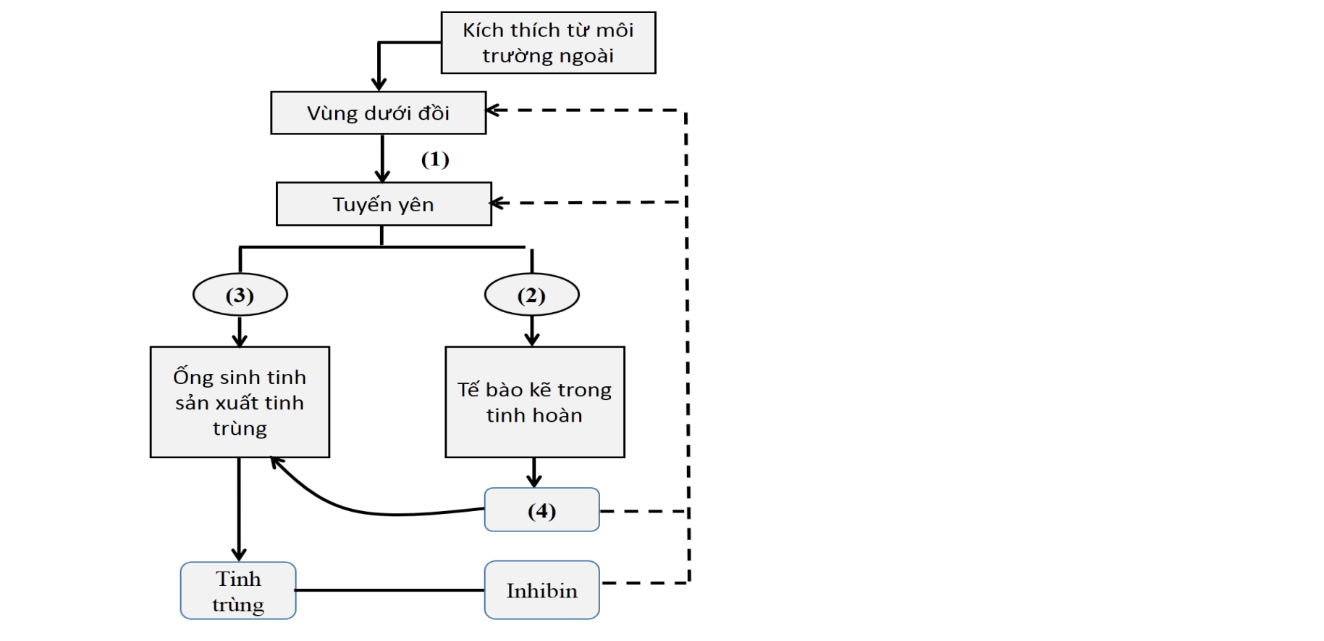 Kích thích từ môi
trường ngoài
Vùng dưới đồi
(1)
Tuyến yên
(3)
(2)
Ống sinh tinh
sản xuất tinh
trùng
Tế bào kẽ trong
tinh hoàn
(4)
Tinh
trùng
Inhibin